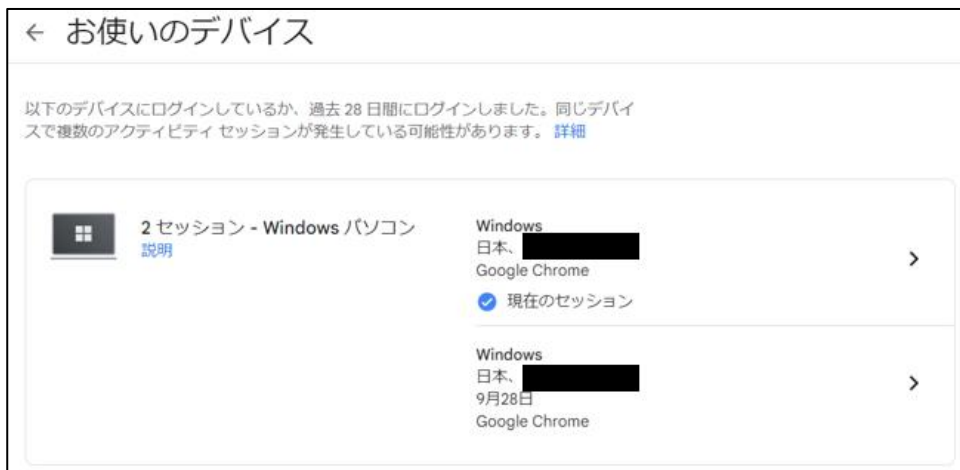 ← お使いのデバイス
以下のデバイスにログインしているか、過去 28 日間にログインしました。同じデバイ
スで複数のアクティビティ セッションが発生している可能性があります。 詳細
2 セッション - Windows パソコン
説明
Windows
日本、
Google Chrome
現在のセッション
Windows
日本、
9月28日
Google Chrome